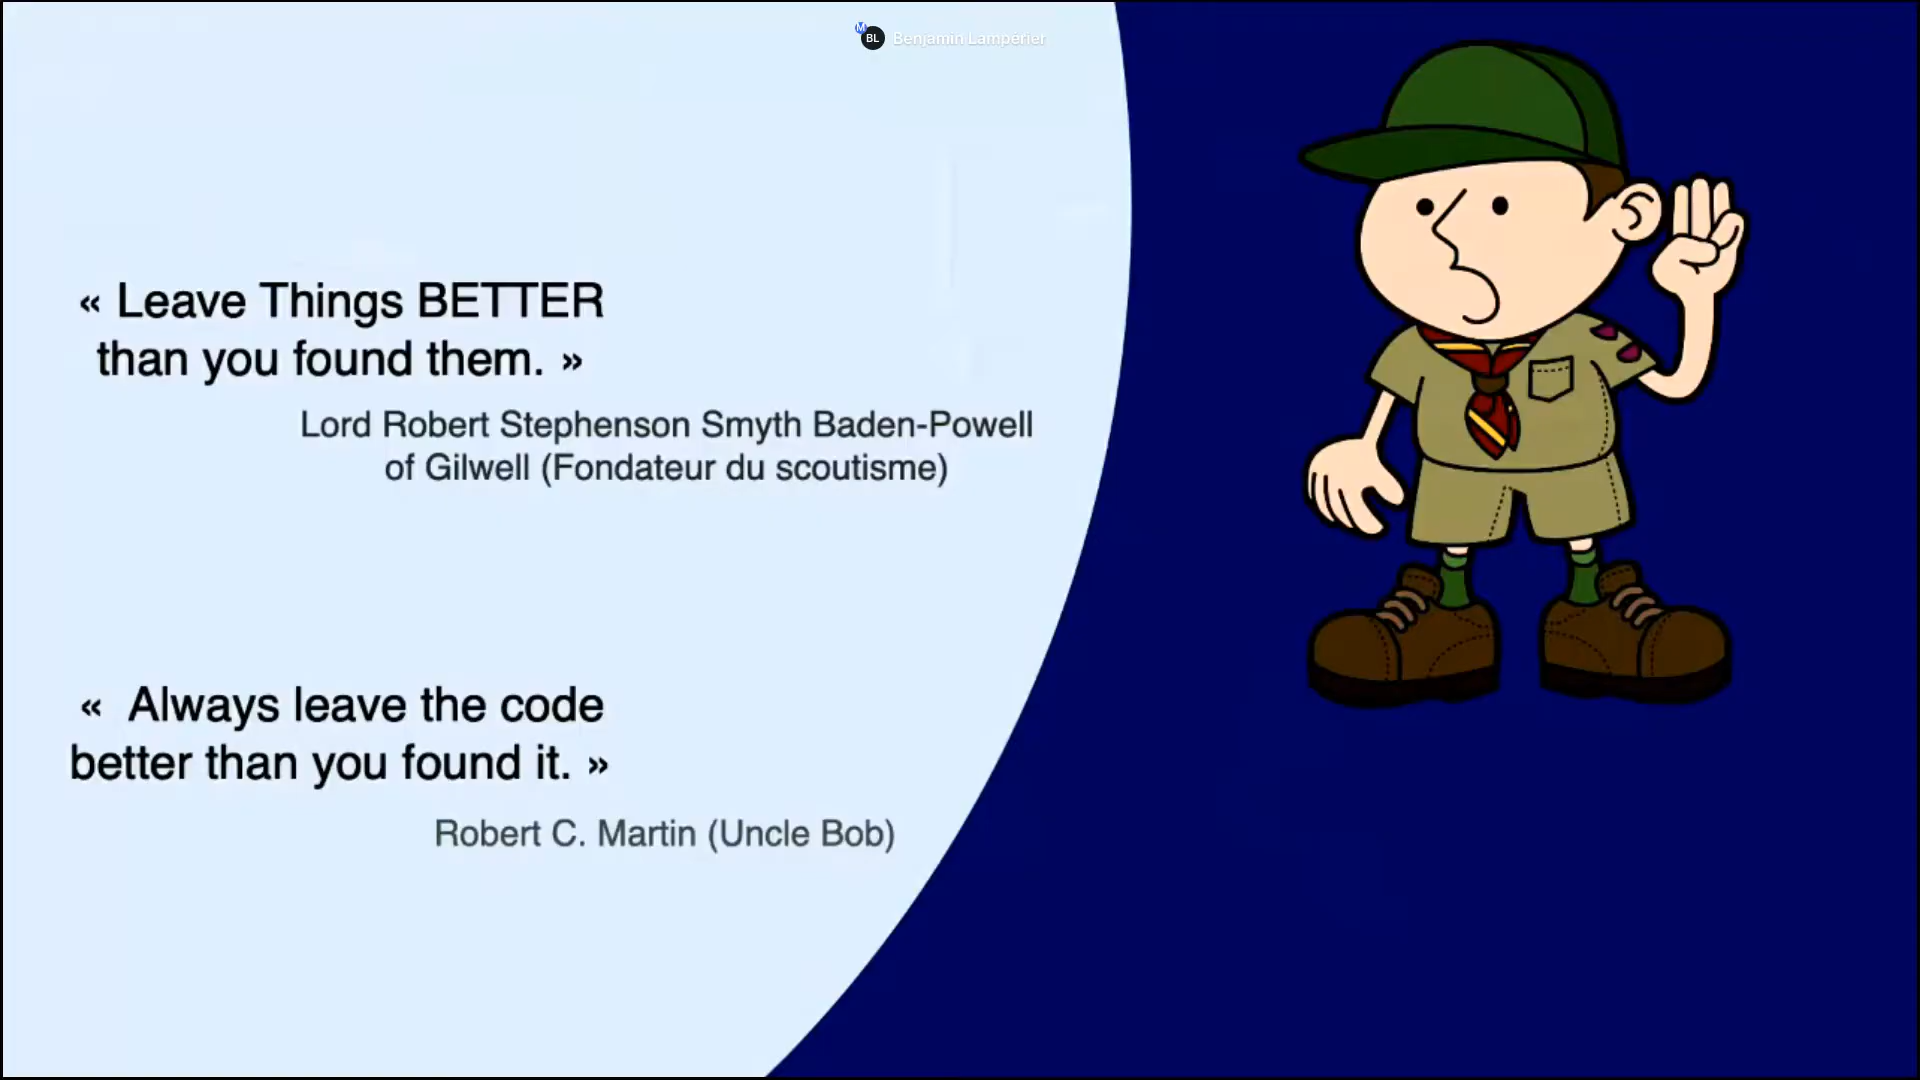 M
BL Benjamin Lampérier
« Leave Things BETTER
than you found them. »
Lord Robert Stephenson Smyth Baden-Powell
of Gilwell (Fondateur du scoutisme)
«  Always leave the code
better than you found it. »
Robert C. Martin (Uncle Bob)